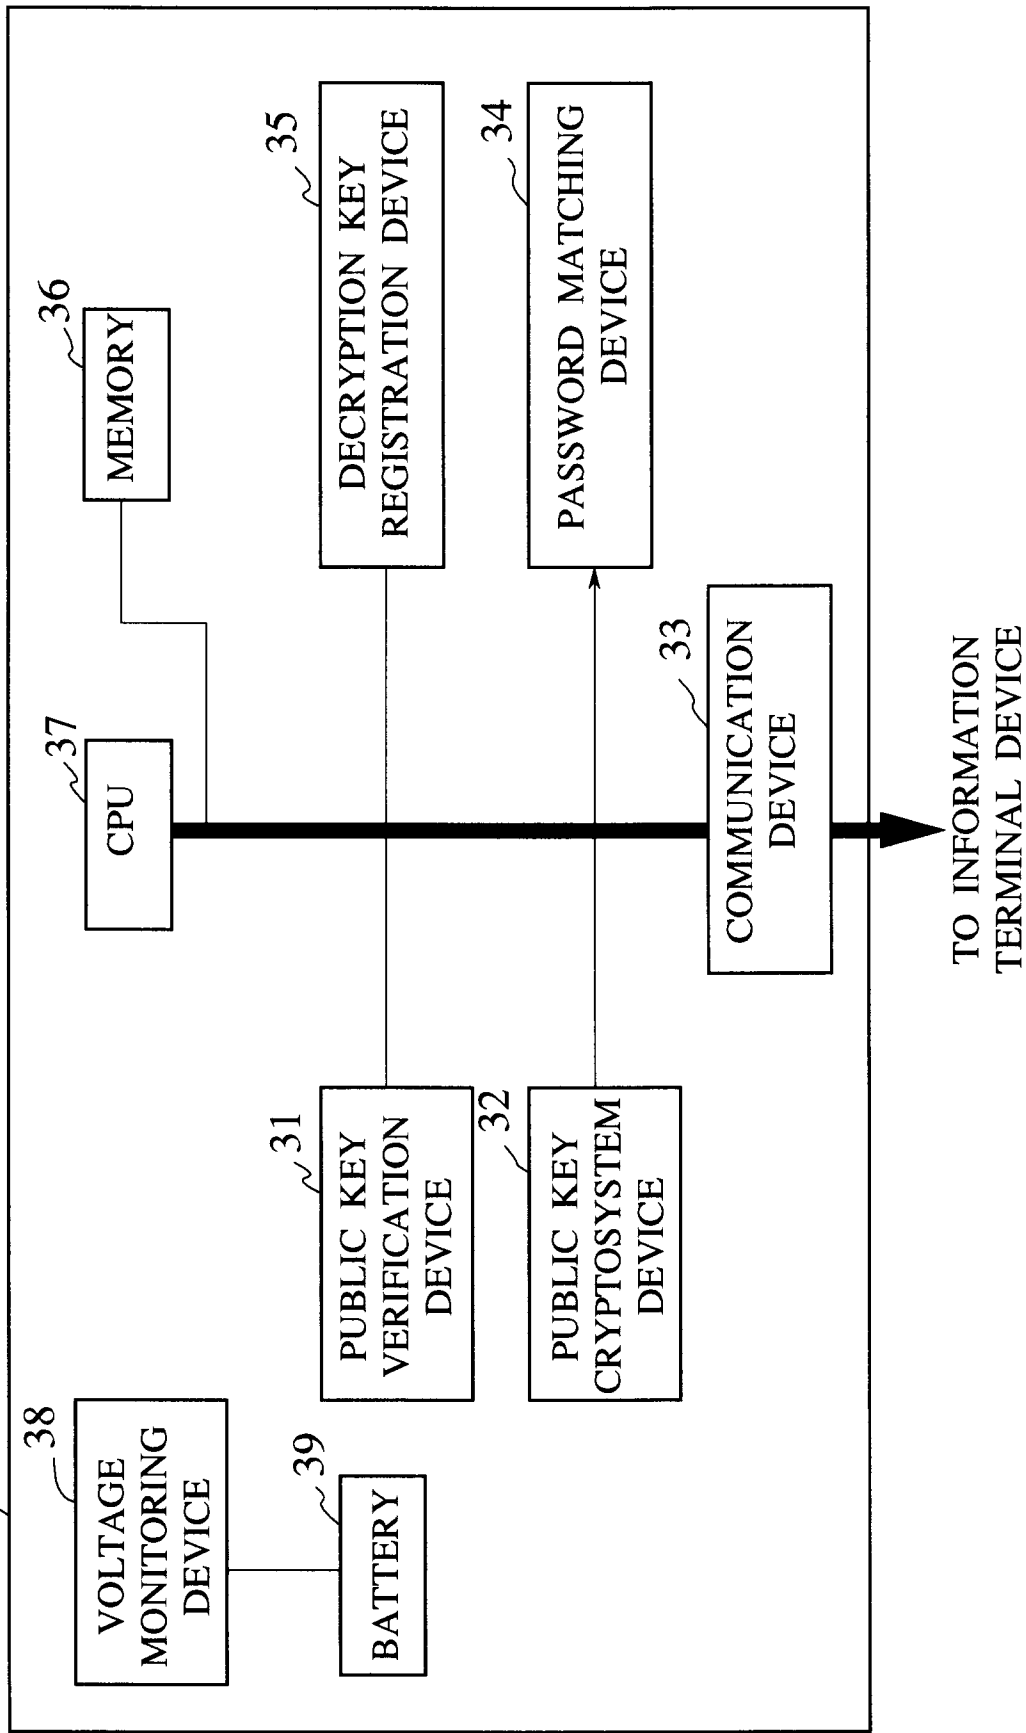 38
VOLTAGE
MONITORING
DEVICE
39
BATTERY
31
PUBLIC KEY
VERIFICATION
DEVICE
32
PUBLIC KEY
CRYPTOSYSTEM
DEVICE
37
CPU
33
COMMUNICATION
DEVICE
36
MEMORY
35
DECRYPTION KEY
REGISTRATION DEVICE
34
PASSWORD MATCHING
DEVICE
TO INFORMATION
TERMINAL DEVICE